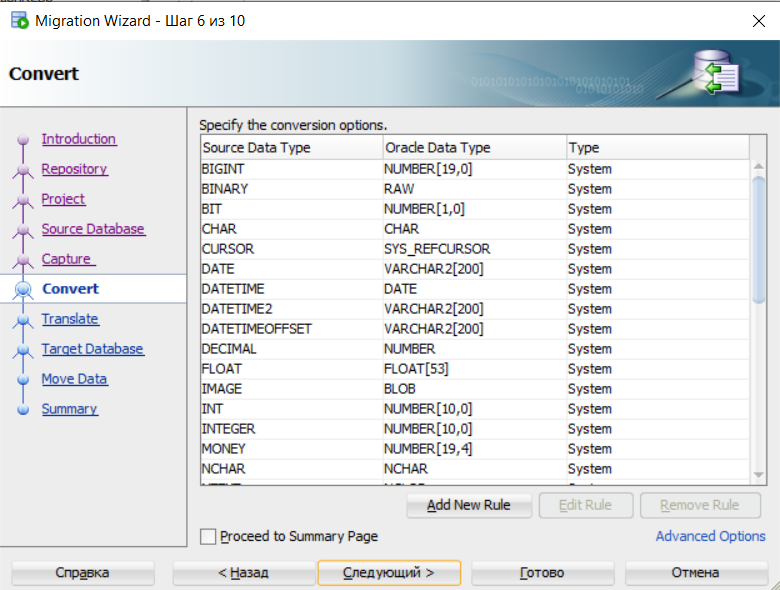 Migration Wizard - Шаг 6 из 10
Convert
Introduction
Repository
Project
Source Database
Capture
Convert
Translate
Target Database
Move Data
Summary
Specify the conversion options.
Source Data Type Oracle Data Type Type
BIGINT NUMBER[19,0] System
BINARY RAW System
BIT NUMBER[1,0] System
CHAR CHAR System
CURSOR SYS_REFCURSOR System
DATE VARCHAR2[200] System
DATETIME DATE System
DATETIME2 VARCHAR2[200] System
DATETIMEOFFSET VARCHAR2[200] System
DECIMAL NUMBER System
FLOAT FLOAT[53] System
IMAGE BLOB System
INT NUMBER[10,0] System
INTEGER NUMBER[10,0] System
MONEY NUMBER[19,4] System
NCHAR NCHAR System
Add New Rule Edit Rule Remove Rule
Proceed to Summary Page Advanced Options
Справка < Назад Следующий > Готово Отмена